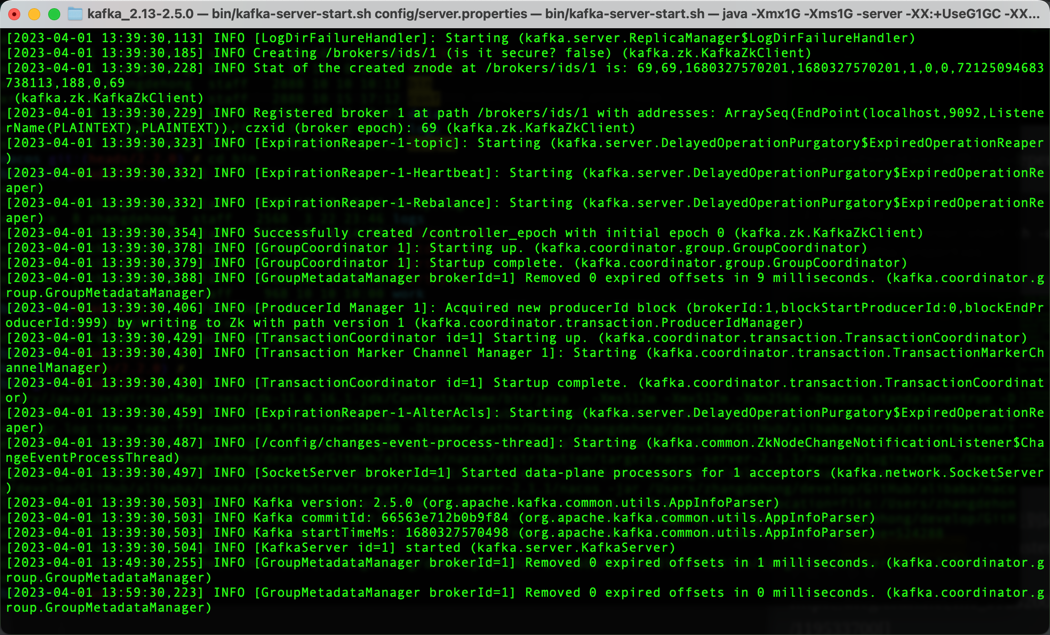 kafka_2.13-2.5.0 — bin/kafka-server-start.sh config/server.properties — bin/kafka-server-start.sh — java -Xmx1G -Xms1G -server -XX:+UseG1GC -XX...
[2023-04-01 13:39:30,113] INFO [LogDirFailureHandler]: Starting (kafka.server.ReplicaManager$LogDirFailureHandler)
[2023-04-01 13:39:30,185] INFO Creating /brokers/ids/1 (is it secure? false) (kafka.zk.KafkaZkClient)
[2023-04-01 13:39:30,228] INFO Stat of the created znode at /brokers/ids/1 is: 69,69,1680327570201,1680327570201,1,0,0,72125094683
738113,188,0,69
 (kafka.zk.KafkaZkClient)
[2023-04-01 13:39:30,229] INFO Registered broker 1 at path /brokers/ids/1 with addresses: ArraySeq(EndPoint(localhost,9092,Listene
rName(PLAINTEXT),PLAINTEXT)), czxid (broker epoch): 69 (kafka.zk.KafkaZkClient)
[2023-04-01 13:39:30,323] INFO [ExpirationReaper-1-topic]: Starting (kafka.server.DelayedOperationPurgatory$ExpiredOperationReaper
)
[2023-04-01 13:39:30,332] INFO [ExpirationReaper-1-Heartbeat]: Starting (kafka.server.DelayedOperationPurgatory$ExpiredOperationRe
aper)
[2023-04-01 13:39:30,332] INFO [ExpirationReaper-1-Rebalance]: Starting (kafka.server.DelayedOperationPurgatory$ExpiredOperationRe
aper)
[2023-04-01 13:39:30,354] INFO Successfully created /controller_epoch with initial epoch 0 (kafka.zk.KafkaZkClient)
[2023-04-01 13:39:30,378] INFO [GroupCoordinator 1]: Starting up. (kafka.coordinator.group.GroupCoordinator)
[2023-04-01 13:39:30,379] INFO [GroupCoordinator 1]: Startup complete. (kafka.coordinator.group.GroupCoordinator)
[2023-04-01 13:39:30,388] INFO [GroupMetadataManager brokerId=1] Removed 0 expired offsets in 9 milliseconds. (kafka.coordinator.g
roup.GroupMetadataManager)
[2023-04-01 13:39:30,406] INFO [ProducerId Manager 1]: Acquired new producerId block (brokerId:1,blockStartProducerId:0,blockEndPr
oducerId:999) by writing to Zk with path version 1 (kafka.coordinator.transaction.ProducerIdManager)
[2023-04-01 13:39:30,429] INFO [TransactionCoordinator id=1] Starting up. (kafka.coordinator.transaction.TransactionCoordinator)
[2023-04-01 13:39:30,430] INFO [Transaction Marker Channel Manager 1]: Starting (kafka.coordinator.transaction.TransactionMarkerCh
annelManager)
[2023-04-01 13:39:30,430] INFO [TransactionCoordinator id=1] Startup complete. (kafka.coordinator.transaction.TransactionCoordinat
or)
[2023-04-01 13:39:30,459] INFO [ExpirationReaper-1-AlterAcls]: Starting (kafka.server.DelayedOperationPurgatory$ExpiredOperationRe
aper)
[2023-04-01 13:39:30,487] INFO [/config/changes-event-process-thread]: Starting (kafka.common.ZkNodeChangeNotificationListener$Cha
ngeEventProcessThread)
[2023-04-01 13:39:30,497] INFO [SocketServer brokerId=1] Started data-plane processors for 1 acceptors (kafka.network.SocketServer
)
[2023-04-01 13:39:30,503] INFO Kafka version: 2.5.0 (org.apache.kafka.common.utils.AppInfoParser)
[2023-04-01 13:39:30,503] INFO Kafka commitId: 66563e712b0b9f84 (org.apache.kafka.common.utils.AppInfoParser)
[2023-04-01 13:39:30,503] INFO Kafka startTimeMs: 1680327570498 (org.apache.kafka.common.utils.AppInfoParser)
[2023-04-01 13:39:30,504] INFO [KafkaServer id=1] started (kafka.server.KafkaServer)
[2023-04-01 13:49:30,255] INFO [GroupMetadataManager brokerId=1] Removed 0 expired offsets in 1 milliseconds. (kafka.coordinator.g
roup.GroupMetadataManager)
[2023-04-01 13:59:30,223] INFO [GroupMetadataManager brokerId=1] Removed 0 expired offsets in 0 milliseconds. (kafka.coordinator.g
roup.GroupMetadataManager)